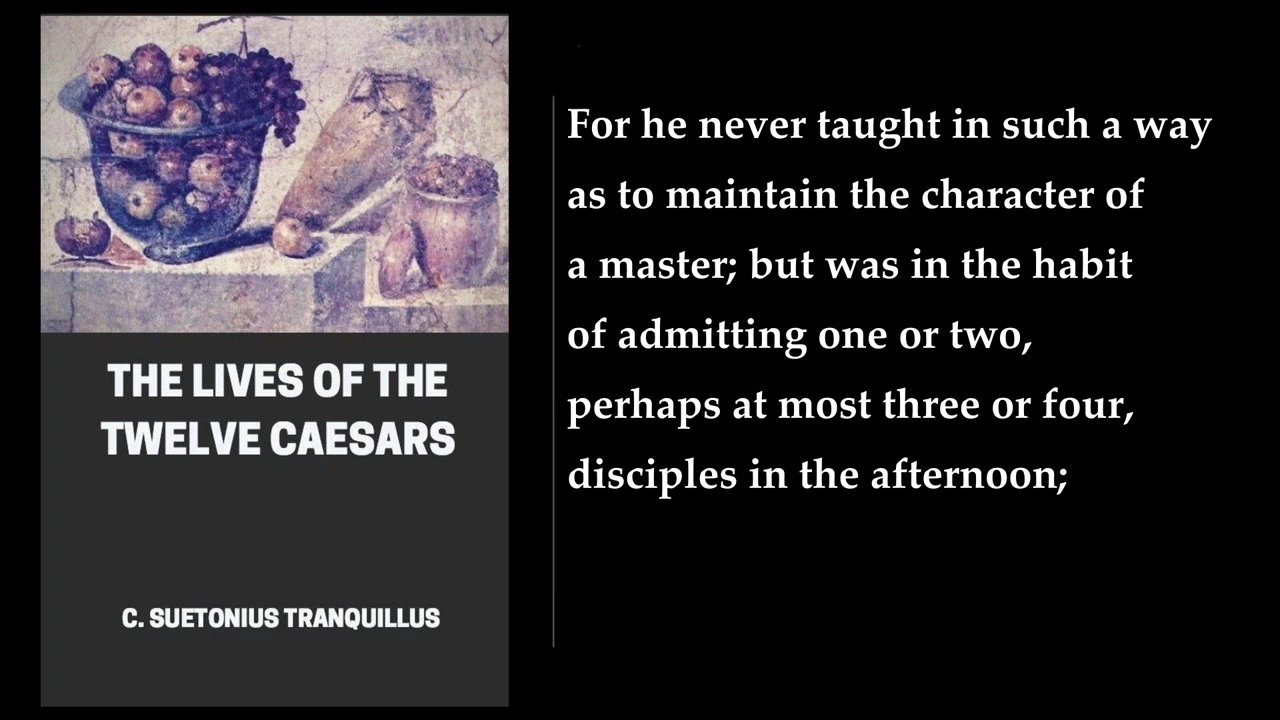 THE LIVES OF THE
TWELVE CAESARS
C. SUETONIUS TRANQUILLUS
For he never taught in such a way
as to maintain the character of
a master; but was in the habit
of admitting one or two,
perhaps at most three or four,
disciples in the afternoon;